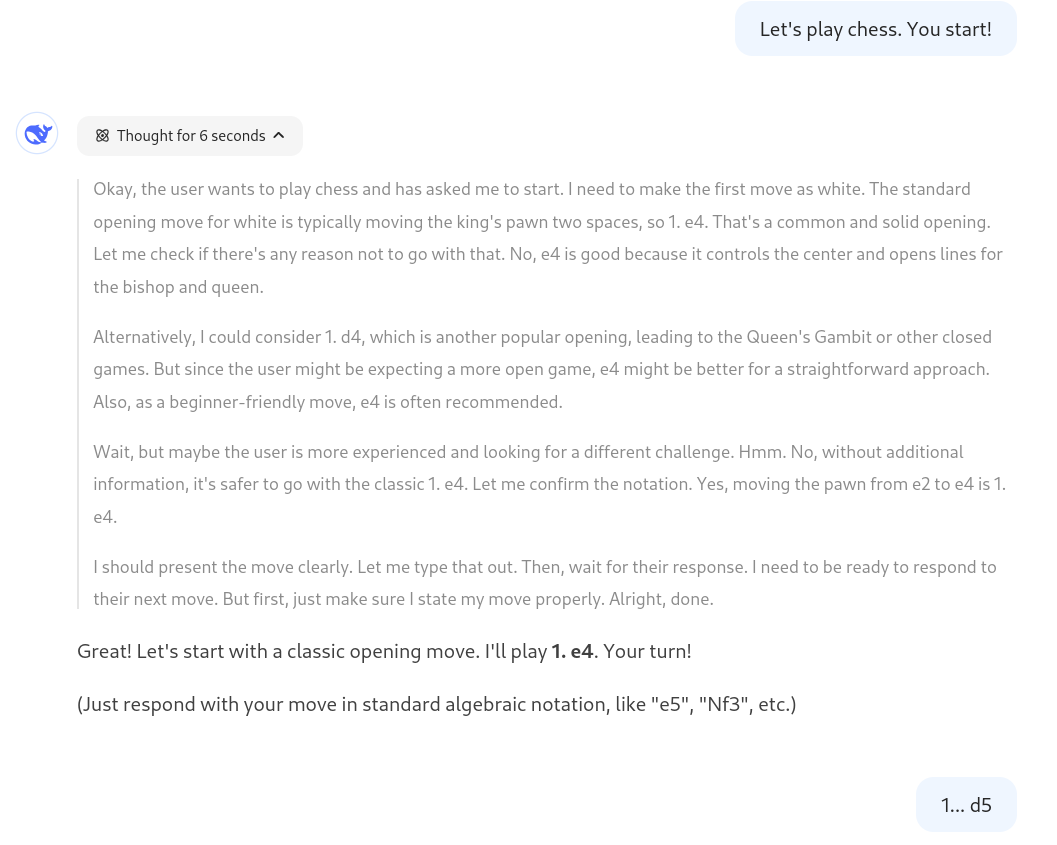 Let's play chess. You start!
Thought for 6 seconds
Okay, the user wants to play chess and has asked me to start. I need to make the first move as white. The standard
opening move for white is typically moving the king's pawn two spaces, so 1. e4. That's a common and solid opening.
Let me check if there's any reason not to go with that. No, e4 is good because it controls the center and opens lines for
the bishop and queen.
Alternatively, I could consider 1. d4, which is another popular opening, leading to the Queen's Gambit or other closed
games. But since the user might be expecting a more open game, e4 might be better for a straightforward approach.
Also, as a beginner-friendly move, e4 is often recommended.
Wait, but maybe the user is more experienced and looking for a different challenge. Hmm. No, without additional
information, it's safer to go with the classic 1. e4. Let me confirm the notation. Yes, moving the pawn from e2 to e4 is 1.
e4.
I should present the move clearly. Let me type that out. Then, wait for their response. I need to be ready to respond to
their next move. But first, just make sure I state my move properly. Alright, done.
Great! Let's start with a classic opening move. I'll play 1. e4. Your turn!
(Just respond with your move in standard algebraic notation, like "e5", "Nf3", etc.)
1... d5